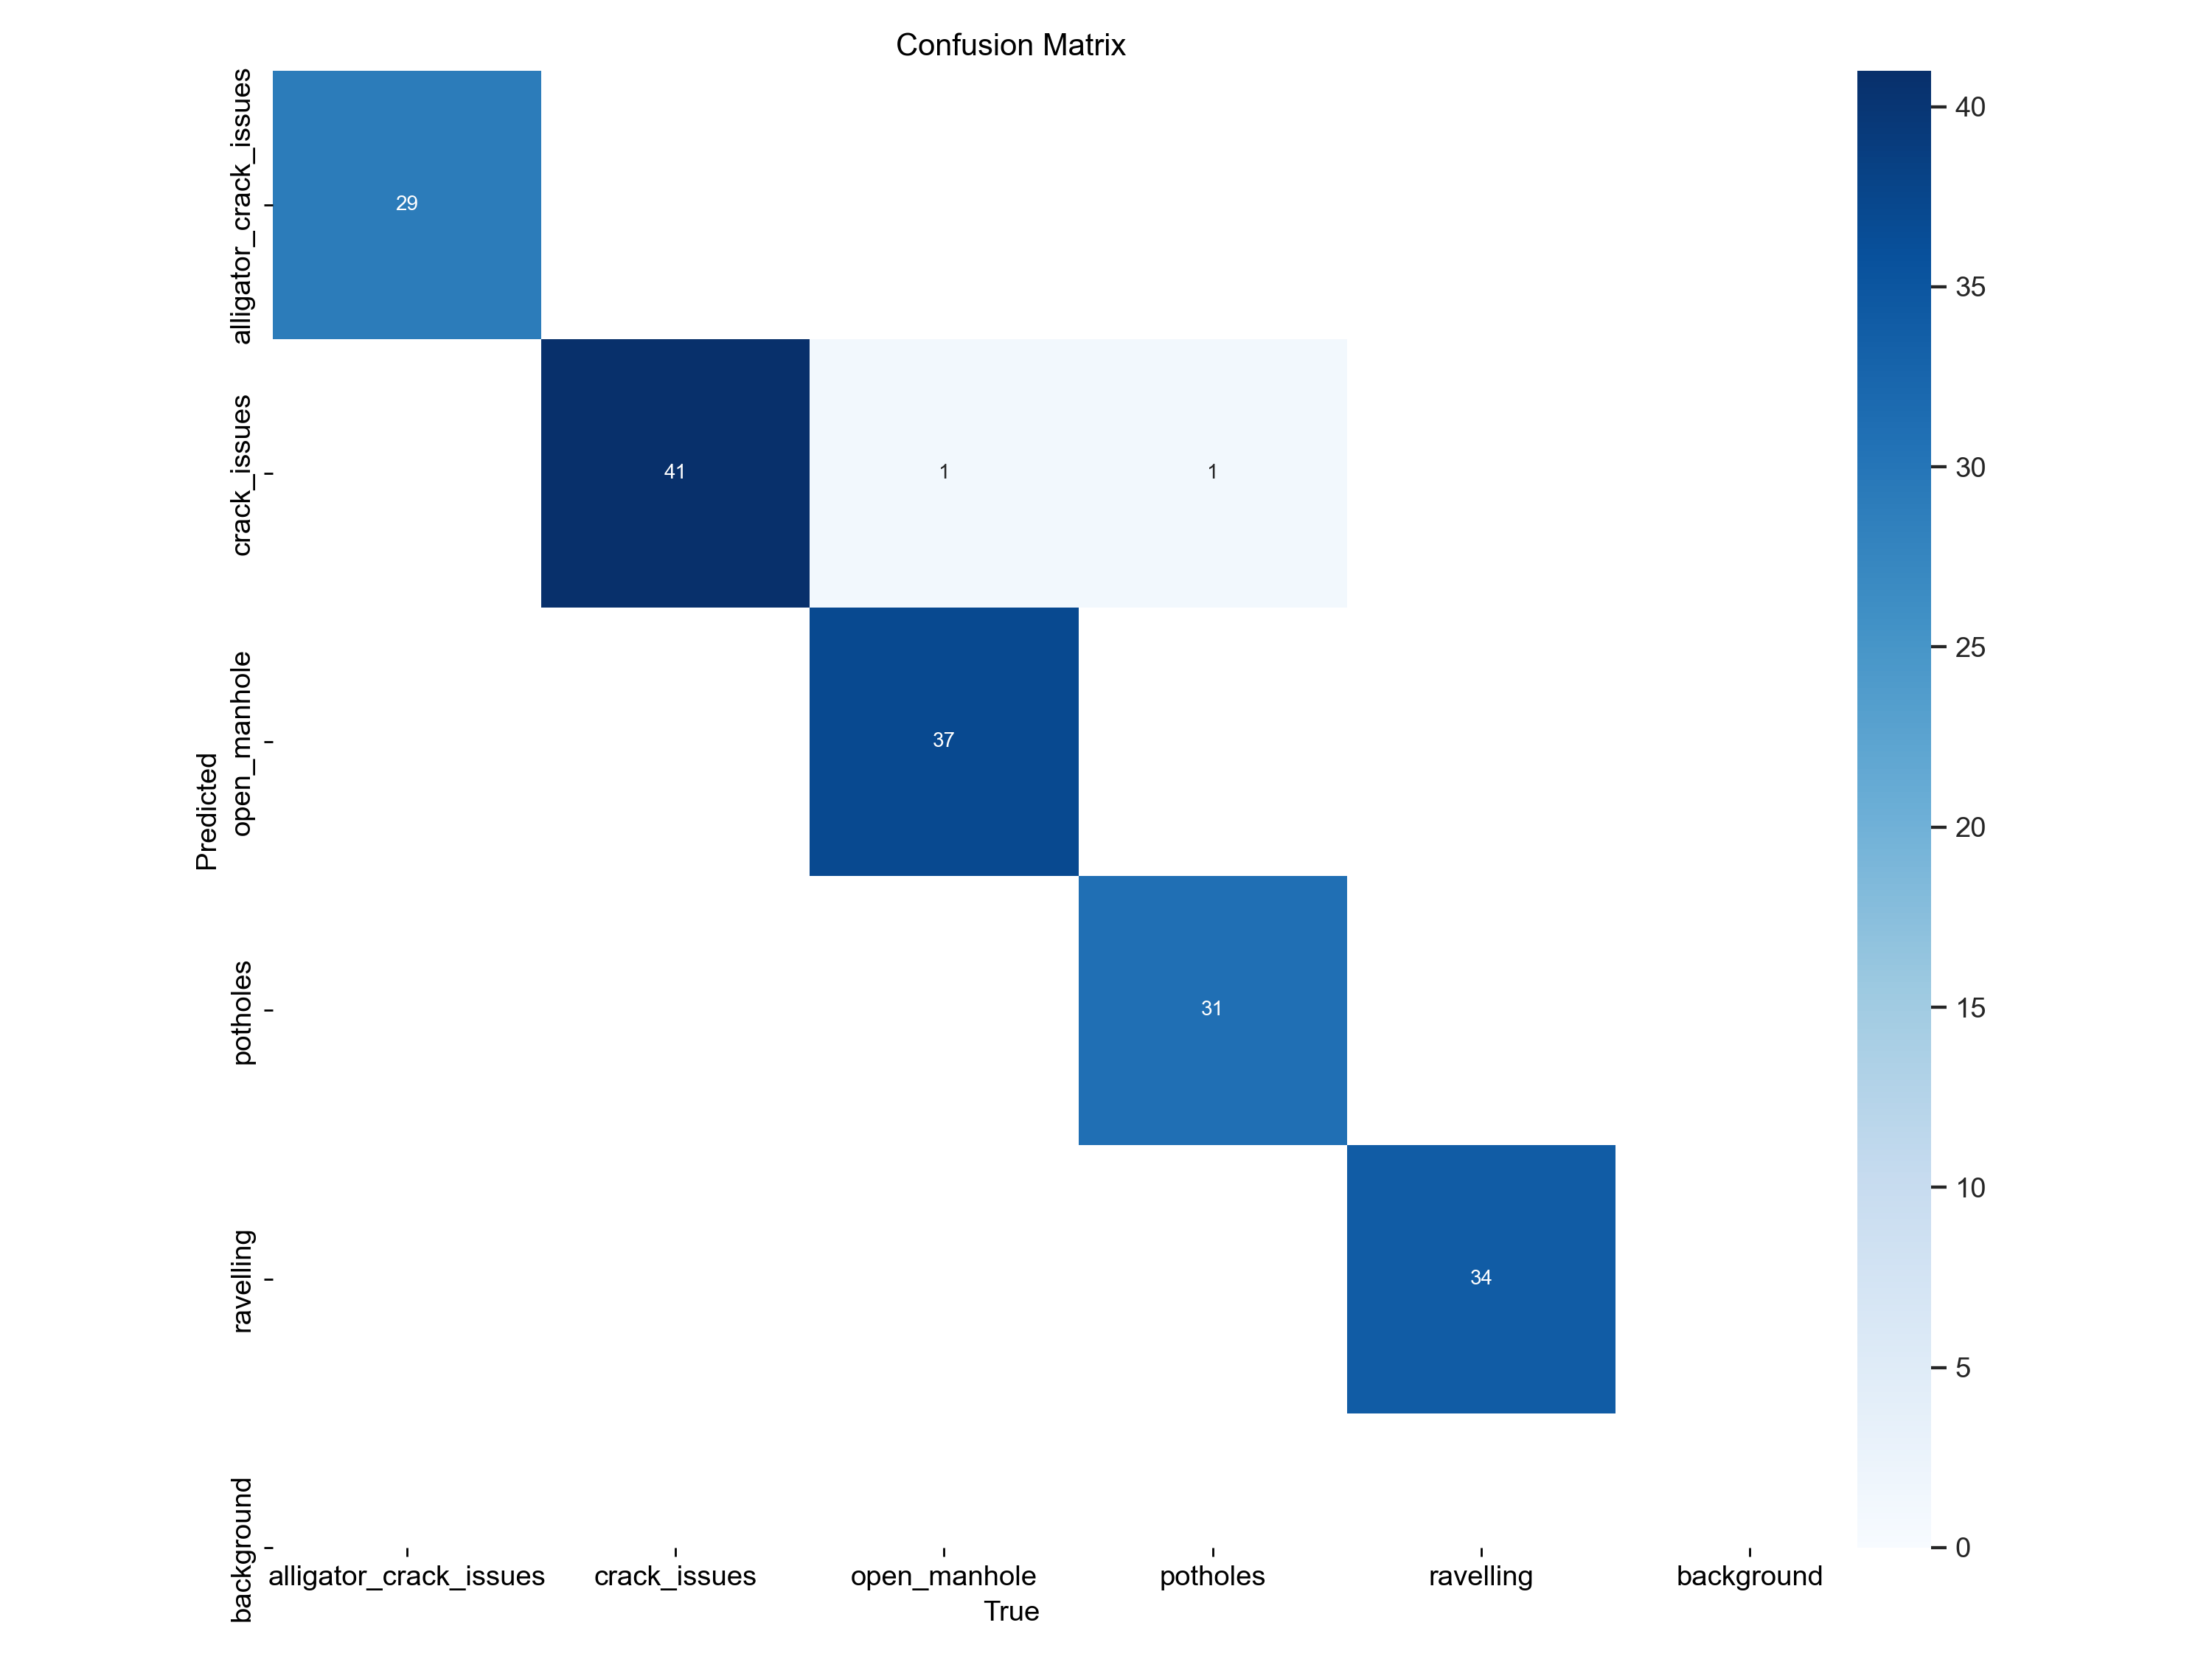 Confusion Matrix
alligator_crack_issues
crack_issues
open_manhole
potholes
ravelling
background
Predicted
29
41 1 1
37
31
34
40
35
30
25
20
15
10
5
0
alligator_crack_issues crack_issues open_manhole potholes ravelling background
True